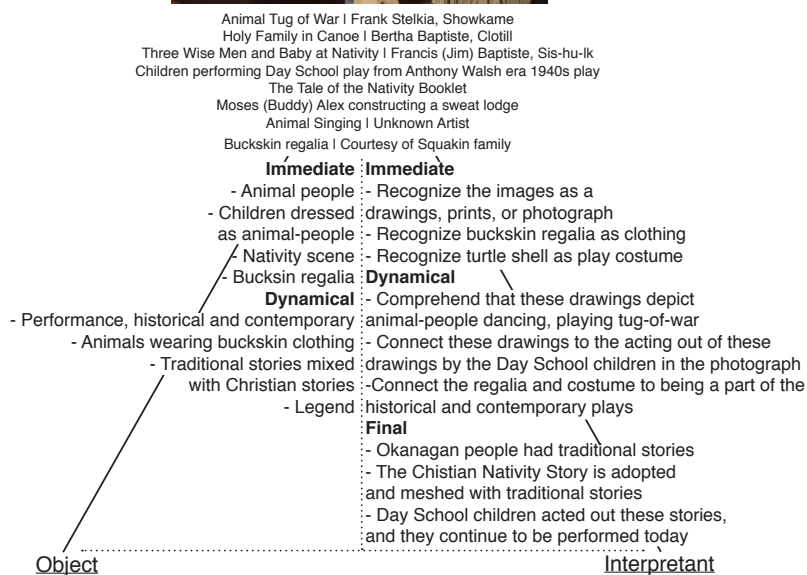 Animal Tug of War | Frank Stelkia, Showkame
Holy Family in Canoe | Bertha Baptiste, Clotill
Three Wise Men and Baby at Nativity | Francis (Jim) Baptiste, Sis-hu-lk
Children performing Day School play from Anthony Walsh era 1940s play
The Tale of the Nativity Booklet
Moses (Buddy) Alex constructing a sweat lodge
Animal Singing | Unknown Artist
Buckskin regalia | Courtesy of Squakin family
Immediate
- Animal people
- Children dressed
as animal-people
- Nativity scene
- Bucksin regalia
Dynamical
- Performance, historical and contemporary
- Animals wearing buckskin clothing
- Traditional stories mixed
with Christian stories
- Legend
Immediate
- Recognize the images as a
drawings, prints, or photograph
- Recognize buckskin regalia as clothing
- Recognize turtle shell as play costume
Dynamical
- Comprehend that these drawings depict
animal-people dancing, playing tug-of-war
- Connect these drawings to the acting out of these
drawings by the Day School children in the photograph
-Connect the regalia and costume to being a part of the
historical and contemporary plays
Final
- Okanagan people had traditional stories
- The Chistian Nativity Story is adopted
and meshed with traditional stories
- Day School children acted out these stories,
and they continue to be performed today
Object
Interpretant